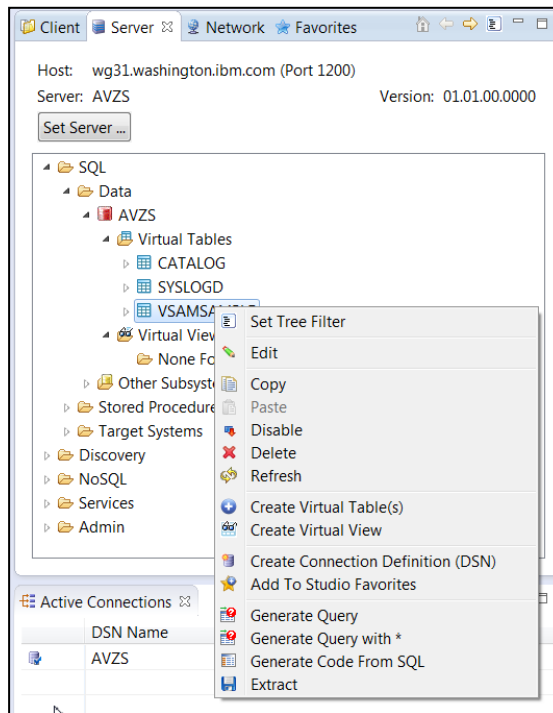 Client Server Network Favorites
Host: wg31.washington.ibm.com (Port 1200)
Server: AVZS Version: 01.01.00.0000
Set Server ...
SQL
Data
AVZS
Virtual Tables
CATALOG
SYSLOGD
VSAMSAMPLE
Virtual View
None Fo
Other Subsyst
Stored Procedure
Target Systems
Discovery
NoSQL
Services
Admin
Set Tree Filter
Edit
Copy
Paste
Disable
Delete
Refresh
Create Virtual Table(s)
Create Virtual View
Create Connection Definition (DSN)
Add To Studio Favorites
Generate Query
Generate Query with *
Generate Code From SQL
Extract
Active Connections
DSN Name
AVZS